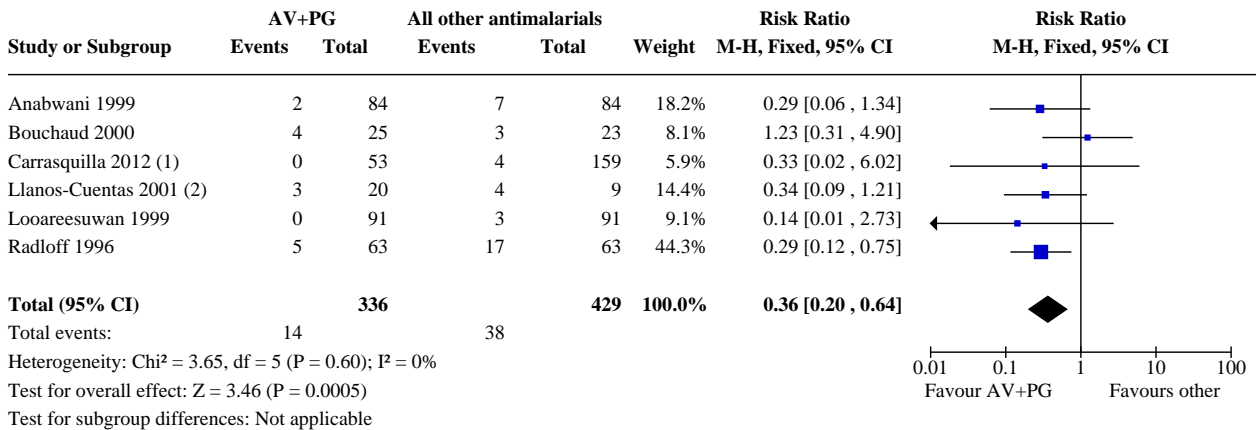 AV+PG All other antimalarials Risk Ratio Risk Ratio
Study or Subgroup Events Total Events Total Weight M-H, Fixed, 95% CI M-H, Fixed, 95% CI
Anabwani 1999 2 84 7 84 18.2% 0.29 [0.06 , 1.34]
Bouchaud 2000 4 25 3 23 8.1% 1.23 [0.31 , 4.90]
Carrasquilla 2012 (1) 0 53 4 159 5.9% 0.33 [0.02 , 6.02]
Llanos-Cuentas 2001 (2) 3 20 4 9 14.4% 0.34 [0.09 , 1.21]
Looareesuwan 1999 0 91 3 91 9.1% 0.14 [0.01 , 2.73]
Radloff 1996 5 63 17 63 44.3% 0.29 [0.12 , 0.75]
Total (95% CI) 336 429 100.0% 0.36 [0.20 , 0.64]
Total events: 14 38
Heterogeneity: Chi² = 3.65, df = 5 (P = 0.60); I² = 0%
0.01 0.1 1 10 100
Test for overall effect: Z = 3.46 (P = 0.0005)
Favour AV+PG Favours other
Test for subgroup differences: Not applicable